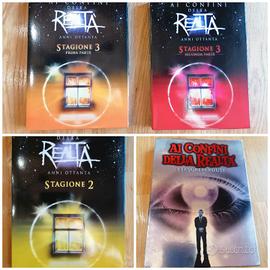 AI CONFINI
DELLA
REALTÀ
ANNI OTTANTA
STAGIONE 3
PRIMA PARTE
AI CONFINI
DELLA
REALTÀ
ANNI OTTANTA
STAGIONE 3
SECONDA PARTE
DELLA
REALTÀ
ANNI OTTANTA
STAGIONE 2
AI CONFINI
DELLA REALTÀ